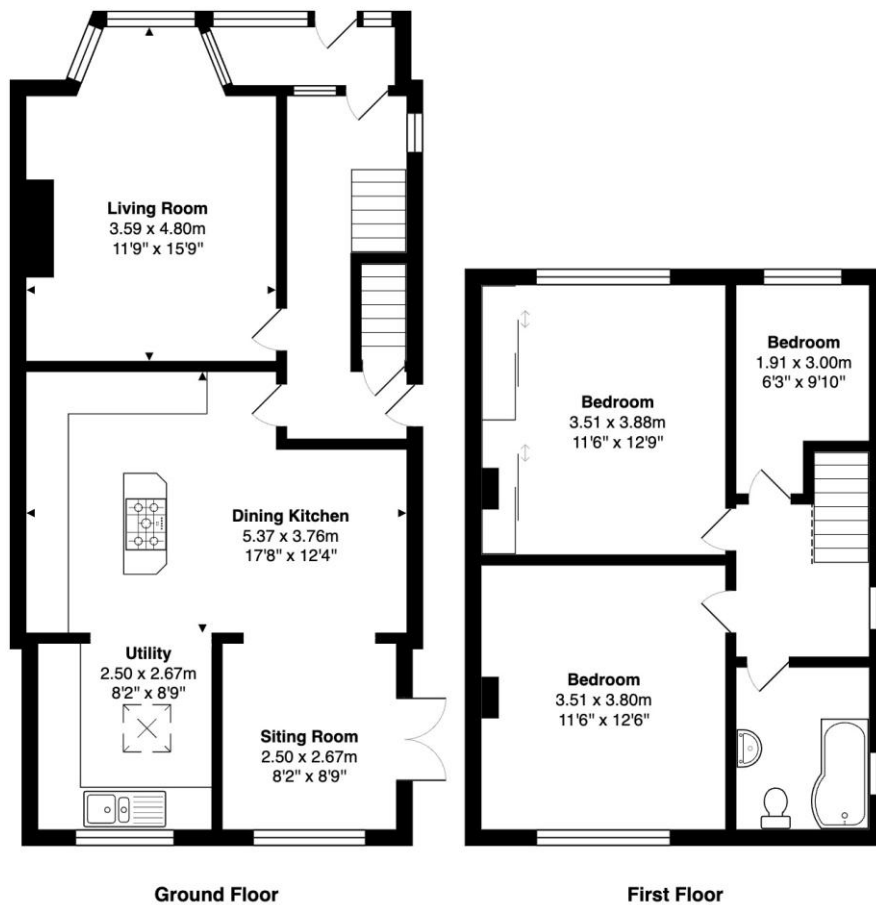 Living Room
3.59 x 4.80m
11'9" x 15'9"
Dining Kitchen
5.37 x 3.76m
17'8" x 12'4"
Utility
2.50 x 2.67m
8'2" x 8'9"
Siting Room
2.50 x 2.67m
8'2" x 8'9"
Ground Floor
Bedroom
3.51 x 3.88m
11'6" x 12'9"
Bedroom
1.91 x 3.00m
6'3" x 9'10"
Bedroom
3.51 x 3.80m
11'6" x 12'6"
First Floor